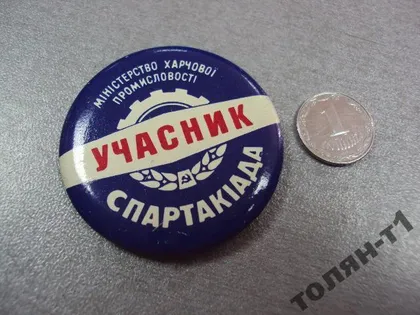 МІНІСТЕРСТВО ХАРЧОВОЇ
ПРОМИСЛОВОСТІ
УЧАСНИК
СПАРТАКІАДА
1
ТОЛЯН-Т1